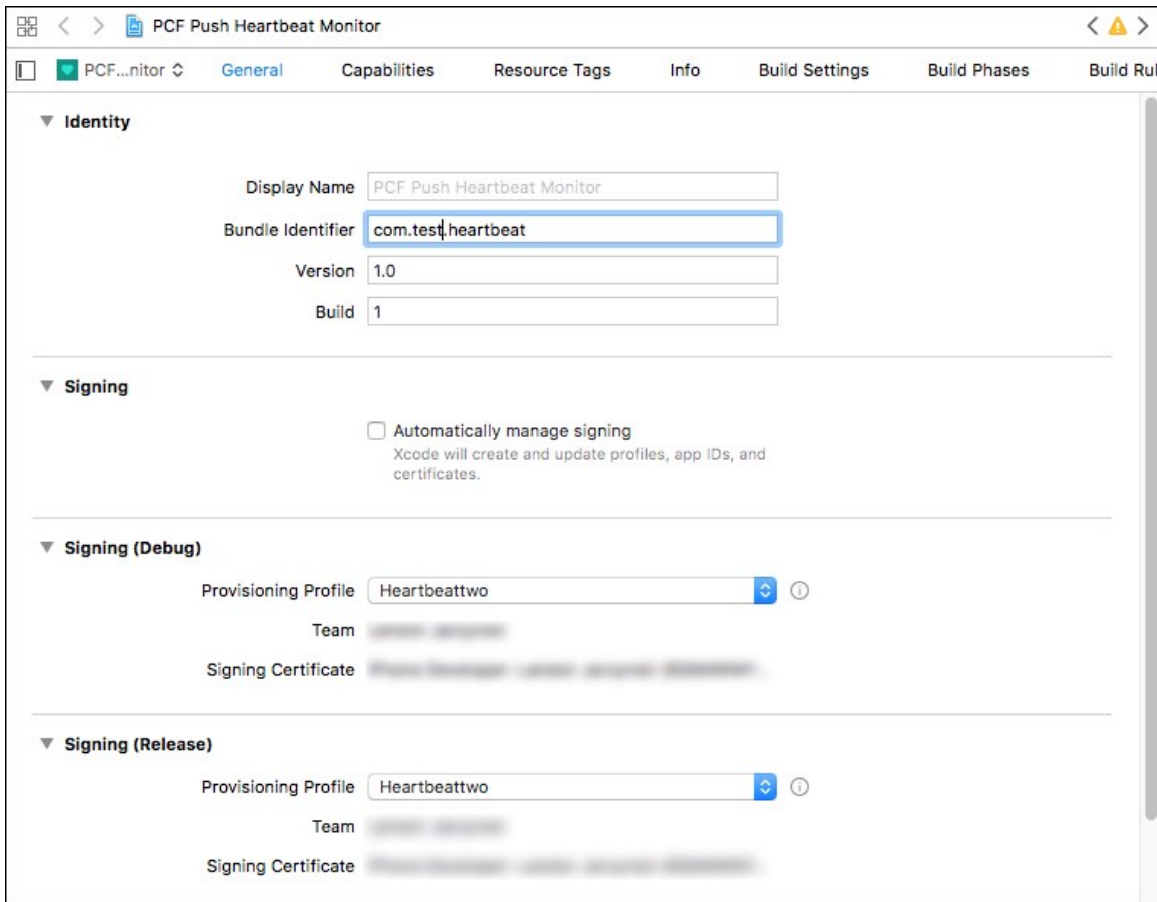 PCF Push Heartbeat Monitor
PCF...nitor General Capabilities Resource Tags Info Build Settings Build Phases Build Rul
Identity
Display Name PCF Push Heartbeat Monitor
Bundle Identifier com.test.heartbeat
Version 1.0
Build 1
Signing
Automatically manage signing
Xcode will create and update profiles, app IDs, and
certificates.
Signing (Debug)
Provisioning Profile Heartbeattwo
Team
Signing Certificate
Signing (Release)
Provisioning Profile Heartbeattwo
Team
Signing Certificate